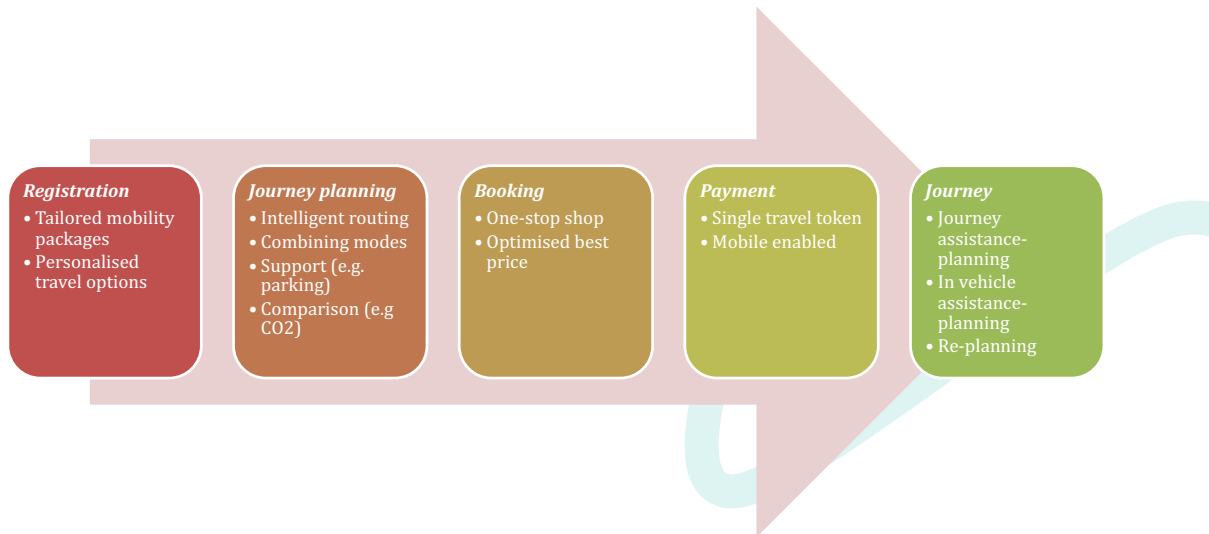 Registration
• Tailored mobility
packages
• Personalised
travel options
Journey planning
• Intelligent routing
• Combining modes
• Support (e.g.
parking)
• Comparison (e.g
CO2)
Booking
• One-stop shop
• Optimised best
price
Payment
• Single travel token
• Mobile enabled
Journey
• Journey
assistance-
planning
• In vehicle
assistance-
planning
• Re-planning